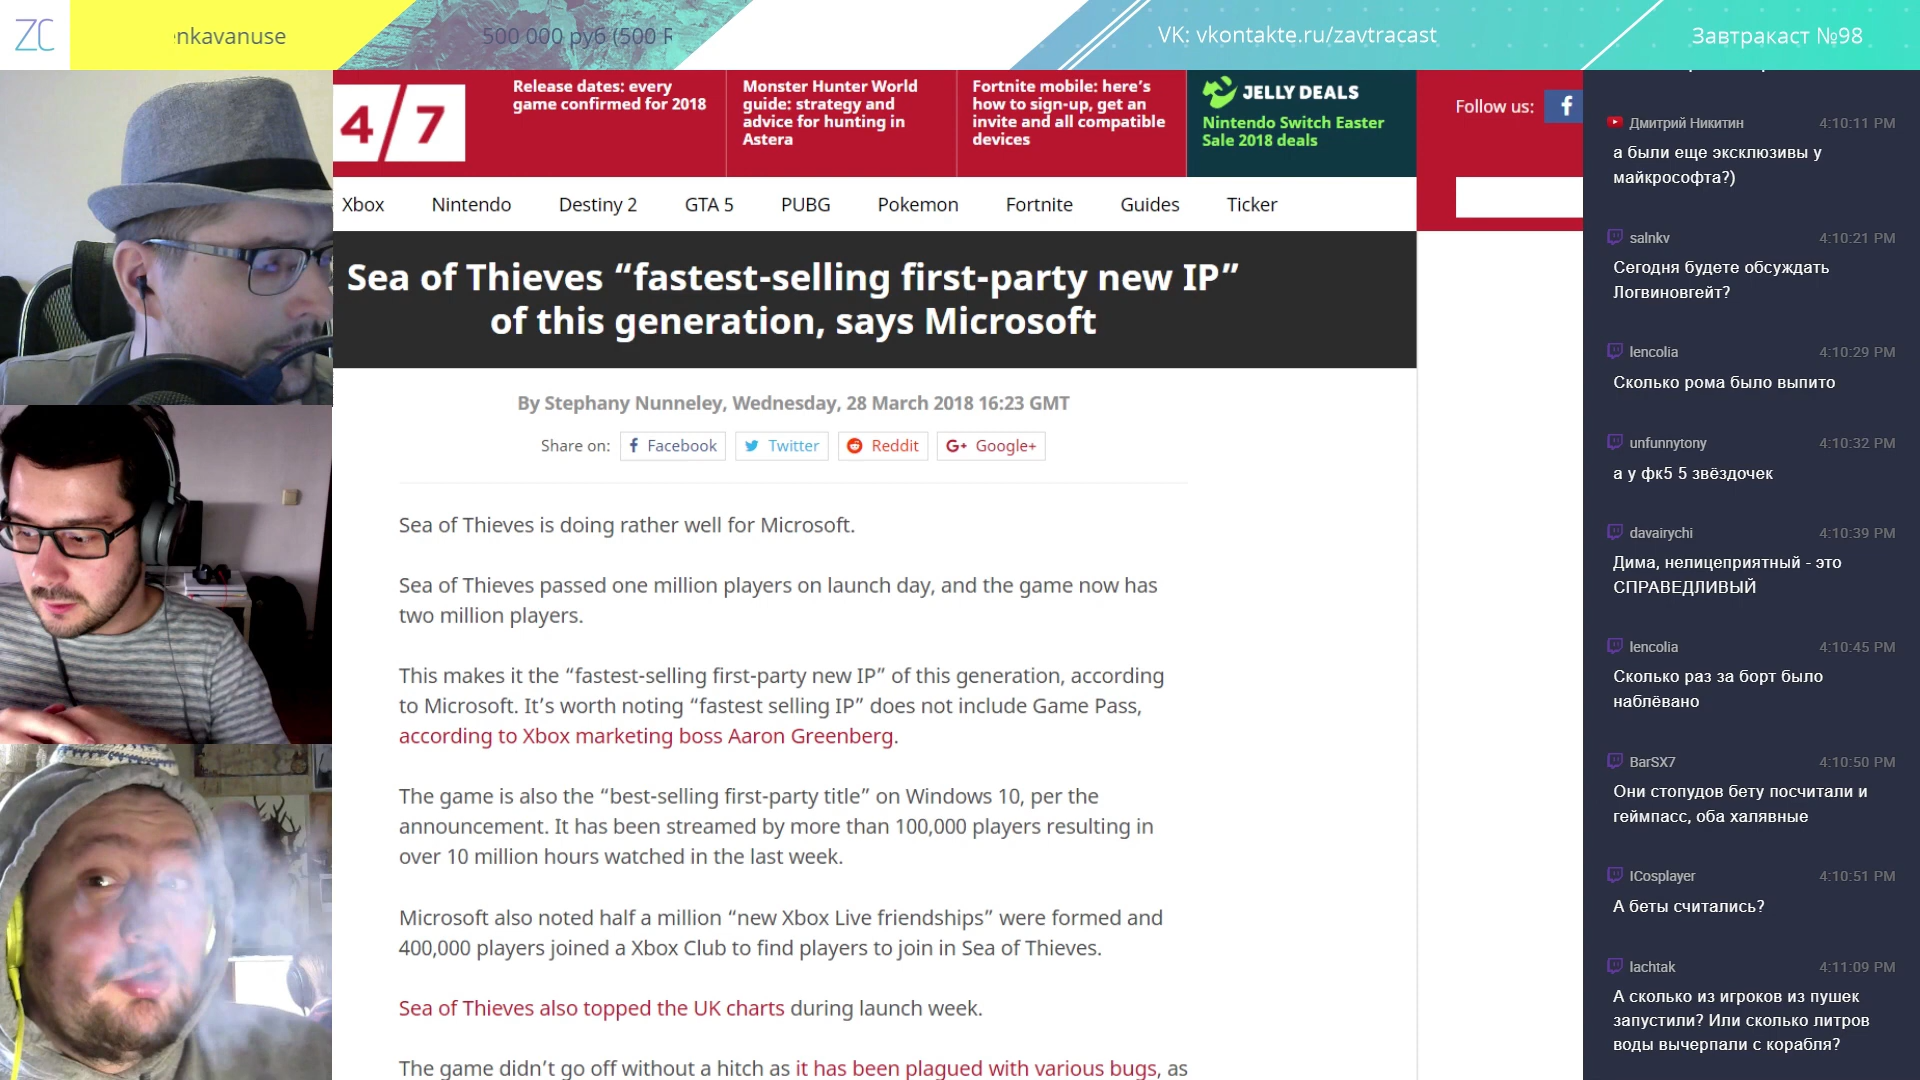 ZC
enkavanuse
500 000 руб (500
VK: vkontakte.ru/zavtracast
Завтракаст №98
4/7
Release dates: every
game confirmed for 2018
Monster Hunter World
guide: strategy and
advice for hunting in
Astera
Fortnite mobile: here's
how to sign-up, get an
invite and all compatible
devices
JELLY DEALS
Nintendo Switch Easter
Sale 2018 deals
Follow us:
Xbox
Nintendo
Destiny 2
GTA 5
PUBG
Pokemon
Fortnite
Guides
Ticker
Sea of Thieves “fastest-selling first-party new IP”
of this generation, says Microsoft
By Stephany Nunneley, Wednesday, 28 March 2018 16:23 GMT
Share on:
Facebook
Twitter
Reddit
G+ Google+
Sea of Thieves is doing rather well for Microsoft.
Sea of Thieves passed one million players on launch day, and the game now has
two million players.
This makes it the “fastest-selling first-party new IP” of this generation, according
to Microsoft. It’s worth noting “fastest selling IP” does not include Game Pass,
according to Xbox marketing boss Aaron Greenberg.
The game is also the “best-selling first-party title” on Windows 10, per the
announcement. It has been streamed by more than 100,000 players resulting in
over 10 million hours watched in the last week.
Microsoft also noted half a million “new Xbox Live friendships” were formed and
400,000 players joined a Xbox Club to find players to join in Sea of Thieves.
Sea of Thieves also topped the UK charts during launch week.
The game didn’t go off without a hitch as it has been plagued with various bugs, as
Дмитрий Никитин 4:10:11 PM
а были еще эксклюзивы у
майкрософта?)
salnkv 4:10:21 PM
Сегодня будете обсуждать
Логвиновгейт?
lencolia 4:10:29 PM
Сколько рома было выпито
unfunnytony 4:10:32 PM
а у фк5 5 звёздочек
davairychi 4:10:39 PM
Дима, нелицеприятный - это
СПРАВЕДЛИВЫЙ
lencolia 4:10:45 PM
Сколько раз за борт было
наблёвано
BarSX7 4:10:50 PM
Они стопудов бету посчитали и
геймпасс, оба халявные
ICosplayer 4:10:51 PM
А беты считались?
lachtak 4:11:09 PM
А сколько из игроков из пушек
запустили? Или сколько литров
воды вычерпали с корабля?